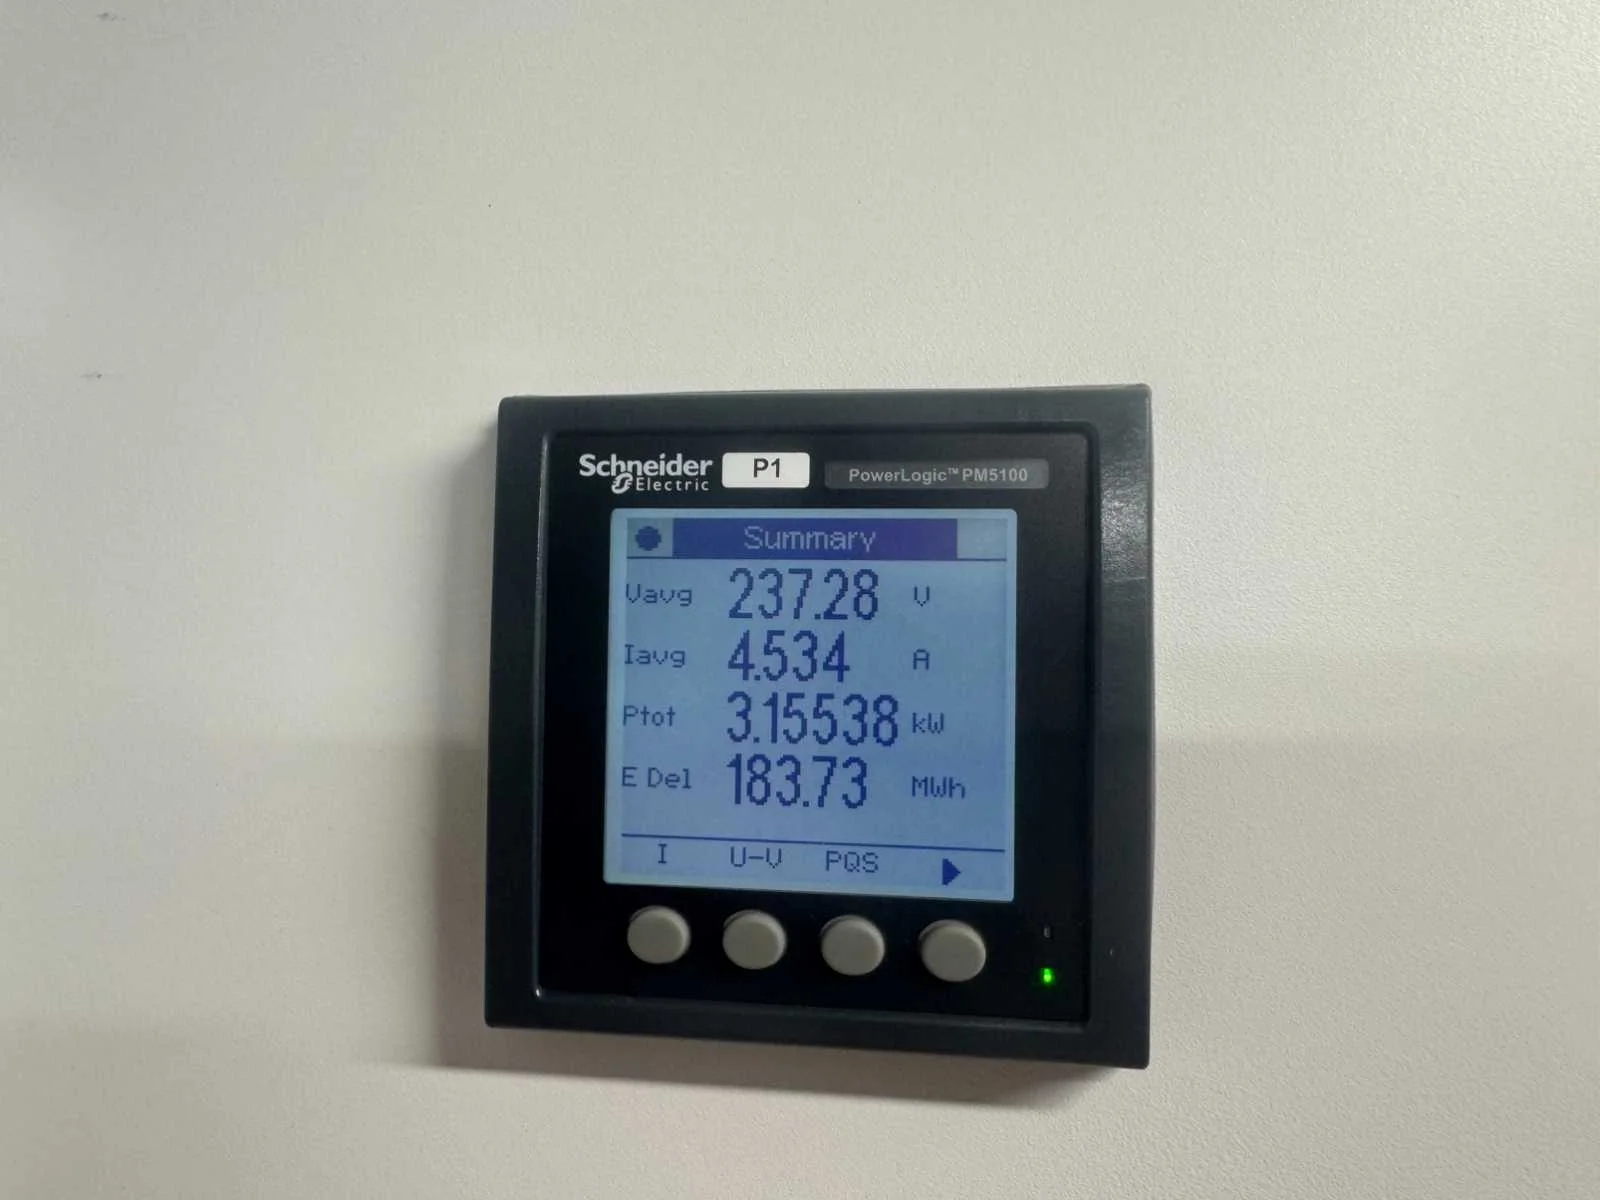 Schneider Electric P1 PowerLogic™ PM5100
Summary
Vavg 237.28 V
Iavg 4.534 A
Ptot 3.15538 kW
E Del 183.73 MWh
I U-V PQS